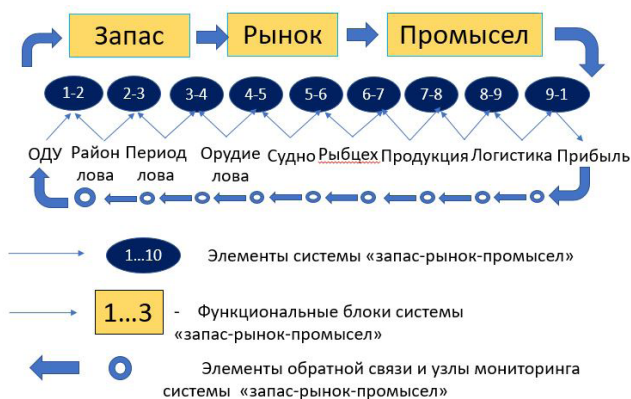 Запас Рынок Промысел
1-2 2-3 3-4 4-5 5-6 6-7 7-8 8-9 9-1
ОДУ Район лова Период лова Орудие лова Судно Рыбцех Продукция Логистика Прибыль
1...10 Элементы системы «запас-рынок-промысел»
1...3 - Функциональные блоки системы
«запас-рынок-промысел»
Элементы обратной связи и узлы мониторинга
системы «запас-рынок-промысел»